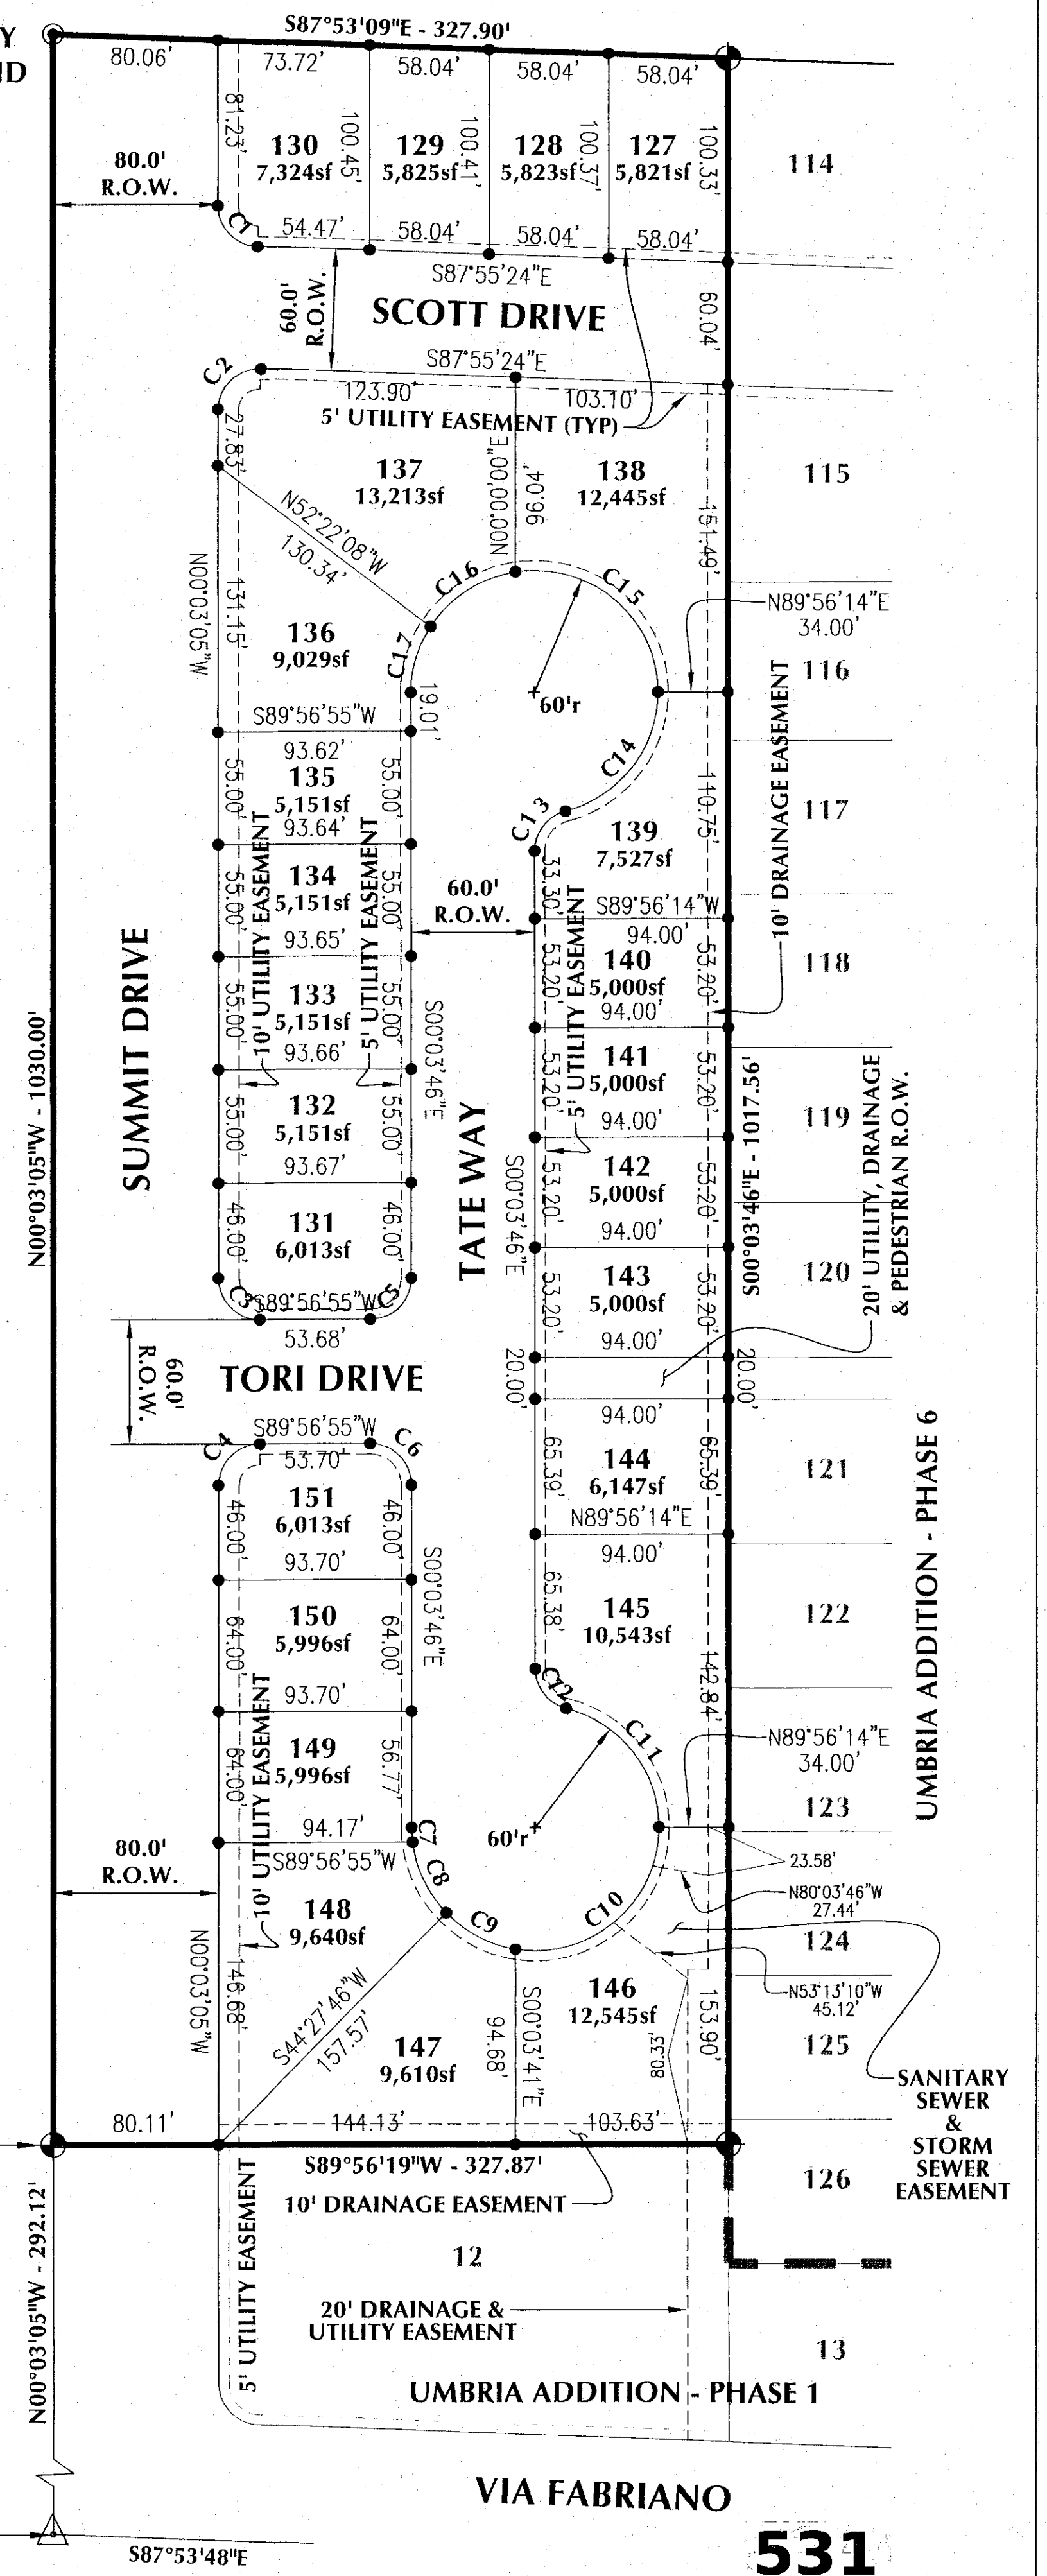 Y
ND
S87°53'09"E - 327.90'
80.06'
73.72'
58.04'
58.04'
58.04'
81.23'
130
7,324sf
100.45'
129
5,825sf
100.41'
128
5,823sf
100.37'
127
5,821sf
100.33'
114
80.0'
R.O.W.
C1
54.47'
58.04'
58.04'
58.04'
S87°55'24"E
60.0'
R.O.W.
SCOTT DRIVE
60.04'
S87°55'24"E
C2
123.90'
103.10'
5' UTILITY EASEMENT (TYP)
27.83'
137
13,213sf
N00°00'00"E
96.04'
138
12,445sf
115
151.49'
N52°22'08"W
130.34'
C16
C15
N89°56'14"E
34.00'
N00°03'05"W
131.15'
136
9,029sf
C17
116
60'r
19.01'
S89°56'55"W
93.62'
135
5,151sf
93.64'
55.00'
55.00'
C14
C13
139
7,527sf
110.75'
117
10' DRAINAGE EASEMENT
134
5,151sf
93.65'
55.00'
55.00'
60.0'
R.O.W.
33.30'
S89°56'14"W
94.00'
10' UTILITY EASEMENT
5' UTILITY EASEMENT
5' UTILITY EASEMENT
140
5,000sf
94.00'
53.20'
53.20'
118
133
5,151sf
93.66'
55.00'
55.00'
S00°03'46"E
SUMMIT DRIVE
N00°03'05"W - 1030.00'
141
5,000sf
94.00'
53.20'
53.20'
S00°03'46"E - 1017.56'
119
20' UTILITY, DRAINAGE
& PEDESTRIAN R.O.W.
132
5,151sf
93.67'
55.00'
55.00'
TATE WAY
142
5,000sf
94.00'
53.20'
53.20'
S00°03'46"E
131
6,013sf
46.00'
46.00'
143
5,000sf
94.00'
53.20'
53.20'
120
C3
S89°56'55"W
C5
53.68'
60.0'
R.O.W.
TORI DRIVE
20.00'
20.00'
94.00'
C4
S89°56'55"W
C6
53.70'
151
6,013sf
93.70'
46.00'
46.00'
144
6,147sf
65.39'
65.39'
N89°56'14"E
94.00'
121
UMBRIA ADDITION - PHASE 6
S00°03'46"E
150
5,996sf
93.70'
64.00'
64.00'
145
10,543sf
65.38'
142.84'
122
C12
C11
149
5,996sf
94.17'
64.00'
56.77'
10' UTILITY EASEMENT
N89°56'14"E
34.00'
123
C7
60'r
80.0'
R.O.W.
S89°56'55"W
23.58'
C8
N80°03'46"W
27.44'
148
9,640sf
C9
C10
124
N00°03'05"W
146.68'
S44°27'46"W
157.57'
146
12,545sf
N53°13'10"W
45.12'
S00°03'41"E
94.68'
153.90'
125
147
9,610sf
80.33'
SANITARY
SEWER
&
STORM
SEWER
EASEMENT
80.11'
144.13'
103.63'
S89°56'19"W - 327.87'
126
10' DRAINAGE EASEMENT
N00°03'05"W - 292.12'
5' UTILITY EASEMENT
12
20' DRAINAGE &
UTILITY EASEMENT
13
UMBRIA ADDITION - PHASE 1
VIA FABRIANO
S87°53'48"E
531